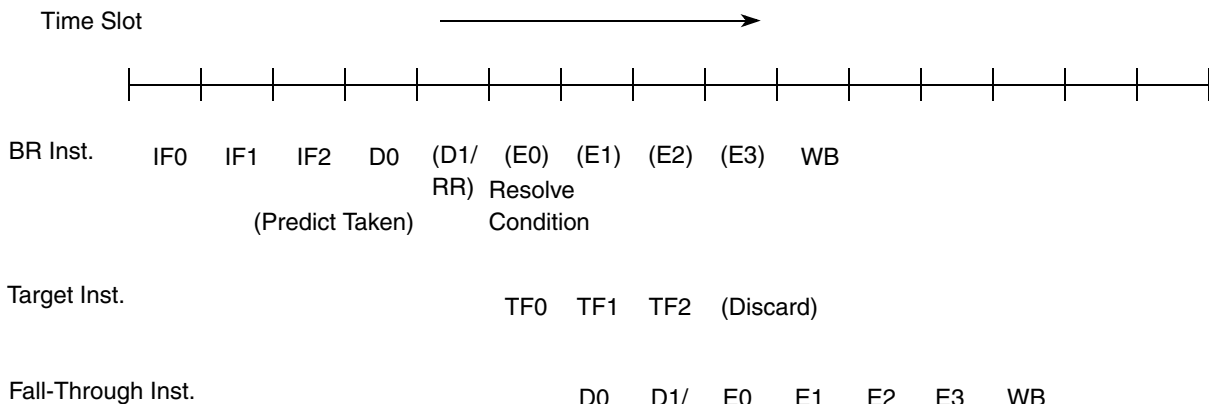 Time Slot
BR Inst. IF0 IF1 IF2 D0 (D1/ (E0) (E1) (E2) (E3) WB
RR) Resolve
(Predict Taken) Condition
Target Inst. TF0 TF1 TF2 (Discard)
Fall-Through Inst. D0 D1/ E0 E1 E2 E3 WB